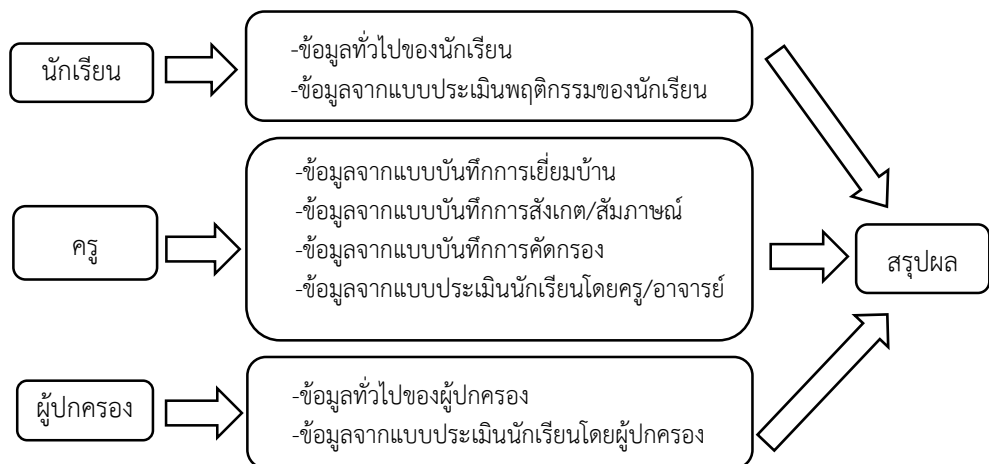 นักเรียน
-ข้อมูลทั่วไปของนักเรียน
-ข้อมูลจากแบบประเมินพฤติกรรมของนักเรียน
ครู
-ข้อมูลจากแบบบันทึกการเยี่ยมบ้าน
-ข้อมูลจากแบบบันทึกการสังเกต/สัมภาษณ์
-ข้อมูลจากแบบบันทึกการคัดกรอง
-ข้อมูลจากแบบประเมินนักเรียนโดยครู/อาจารย์
สรุปผล
ผู้ปกครอง
-ข้อมูลทั่วไปของผู้ปกครอง
-ข้อมูลจากแบบประเมินนักเรียนโดยผู้ปกครอง